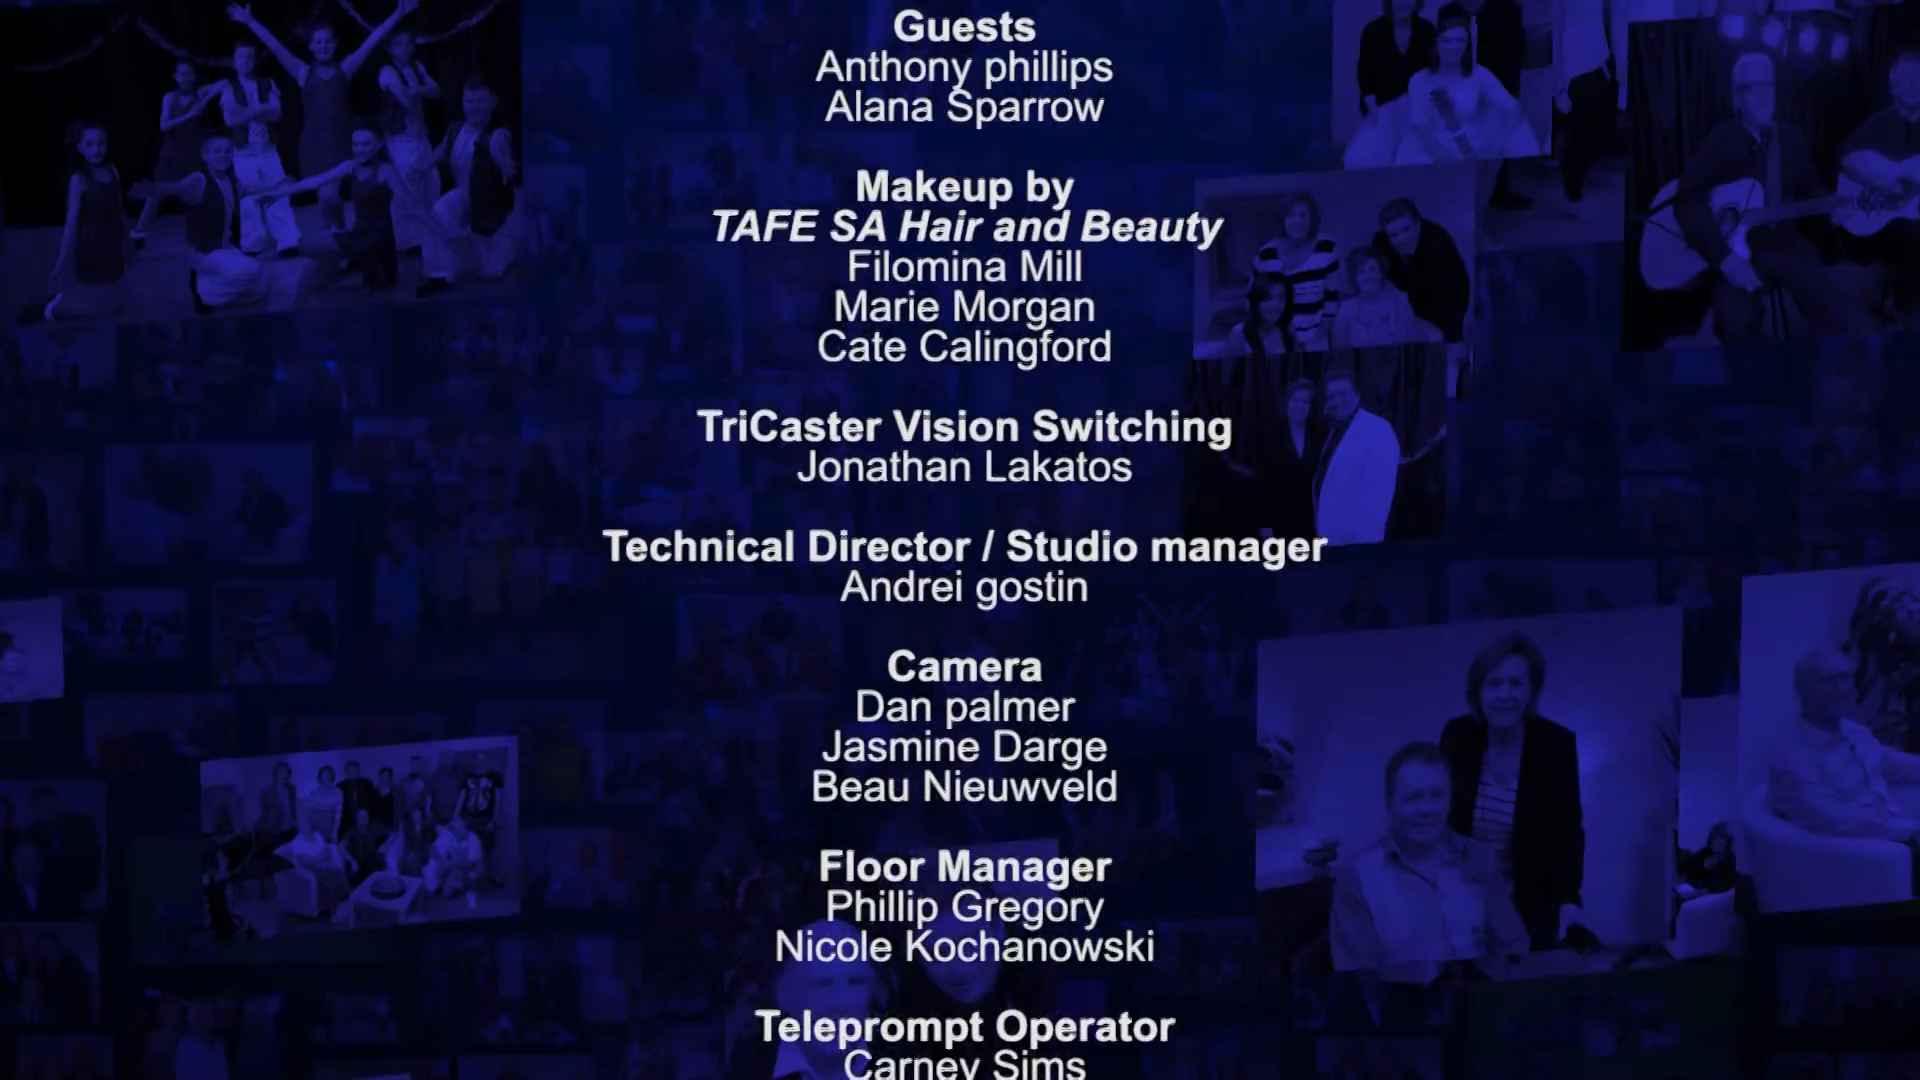 Guests
Anthony phillips
Alana Sparrow
Makeup by
TAFE SA Hair and Beauty
Filomina Mill
Marie Morgan
Cate Calingford
TriCaster Vision Switching
Jonathan Lakatos
Technical Director / Studio manager
Andrei gostin
Camera
Dan palmer
Jasmine Darge
Beau Nieuwveld
Floor Manager
Phillip Gregory
Nicole Kochanowski
Teleprompt Operator
Carney Sims